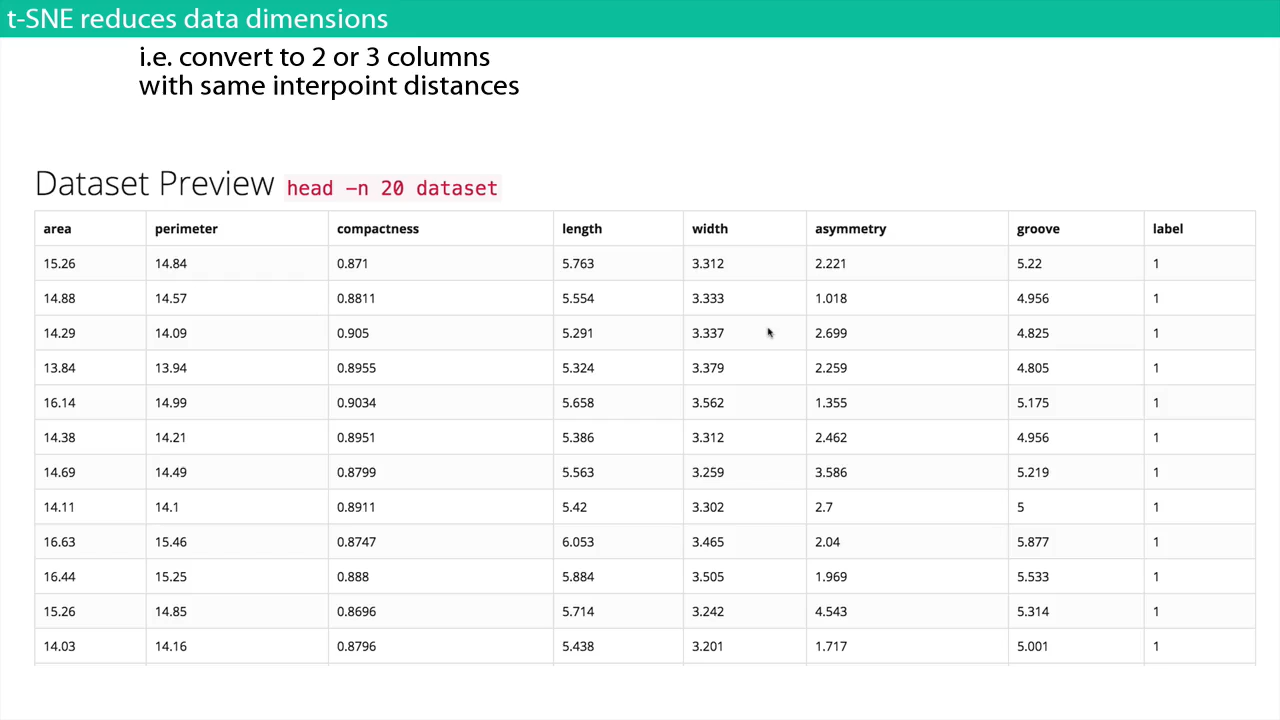 t-SNE reduces data dimensions
i.e. convert to 2 or 3 columns
with same interpoint distances
Dataset Preview head -n 20 dataset
area perimeter compactness length width asymmetry groove label
15.26 14.84 0.871 5.763 3.312 2.221 5.22 1
14.88 14.57 0.8811 5.554 3.333 1.018 4.956 1
14.29 14.09 0.905 5.291 3.337 2.699 4.825 1
13.84 13.94 0.8955 5.324 3.379 2.259 4.805 1
16.14 14.99 0.9034 5.658 3.562 1.355 5.175 1
14.38 14.21 0.8951 5.386 3.312 2.462 4.956 1
14.69 14.49 0.8799 5.563 3.259 3.586 5.219 1
14.11 14.1 0.8911 5.42 3.302 2.7 5 1
16.63 15.46 0.8747 6.053 3.465 2.04 5.877 1
16.44 15.25 0.888 5.884 3.505 1.969 5.533 1
15.26 14.85 0.8696 5.714 3.242 4.543 5.314 1
14.03 14.16 0.8796 5.438 3.201 1.717 5.001 1